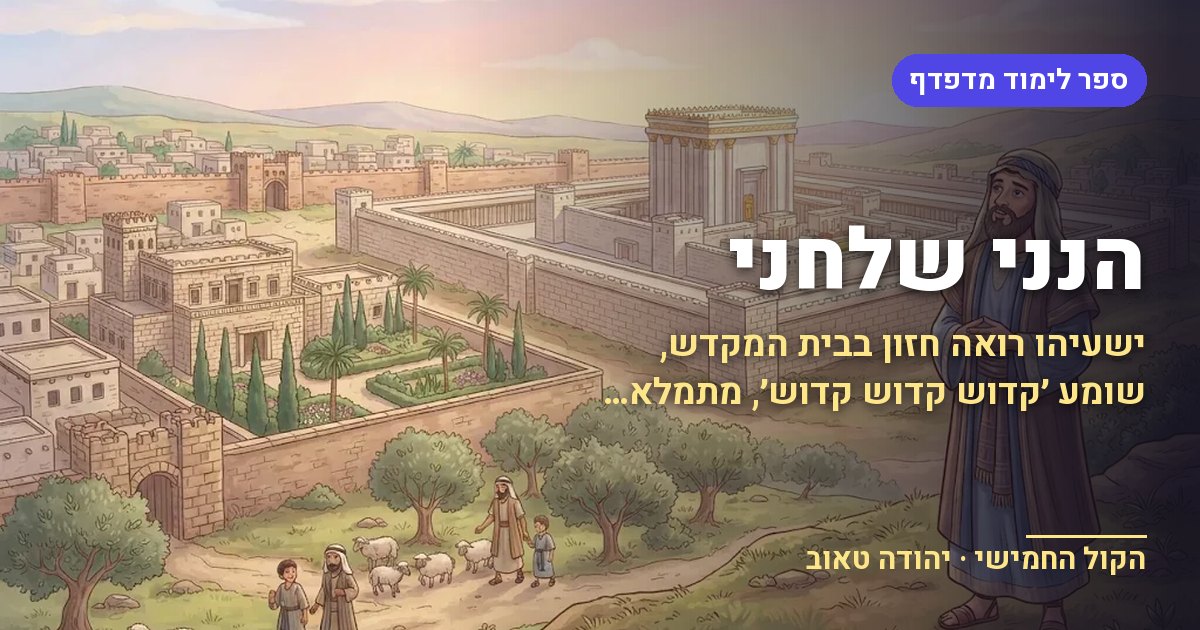 ספר לימוד מדפדף
הנני שלחני
ישעיהו רואה חזון בבית המקדש,
שומע ׳קדוש קדוש קדוש׳, מתמלא...
הקול החמישי · יהודה טאוב